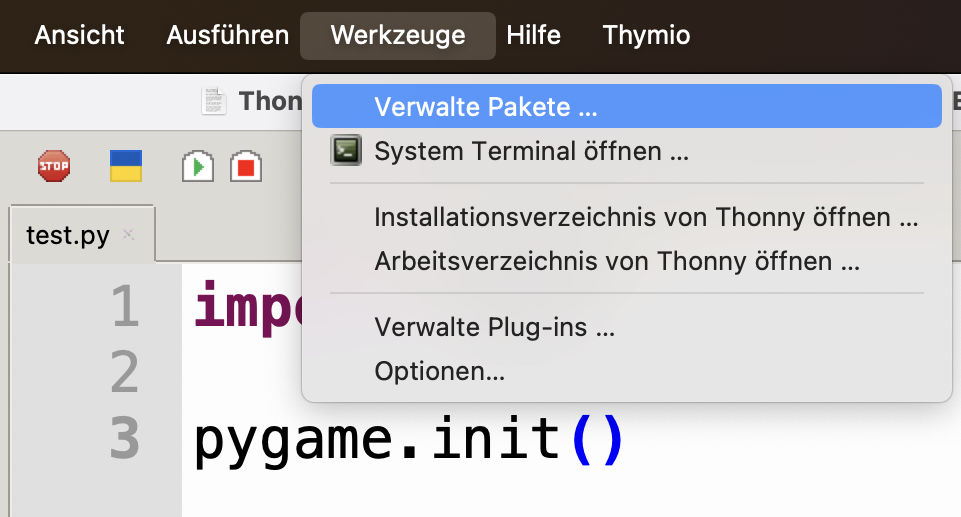 Ansicht Ausführen Werkzeuge Hilfe Thymio
Thon
Verwalte Pakete ...
System Terminal öffnen ...
STOP
Installationsverzeichnis von Thonny öffnen ...
test.py
Arbeitsverzeichnis von Thonny öffnen ...
1 imp
Verwalte Plug-ins ...
2
Optionen...
3 pygame.init()